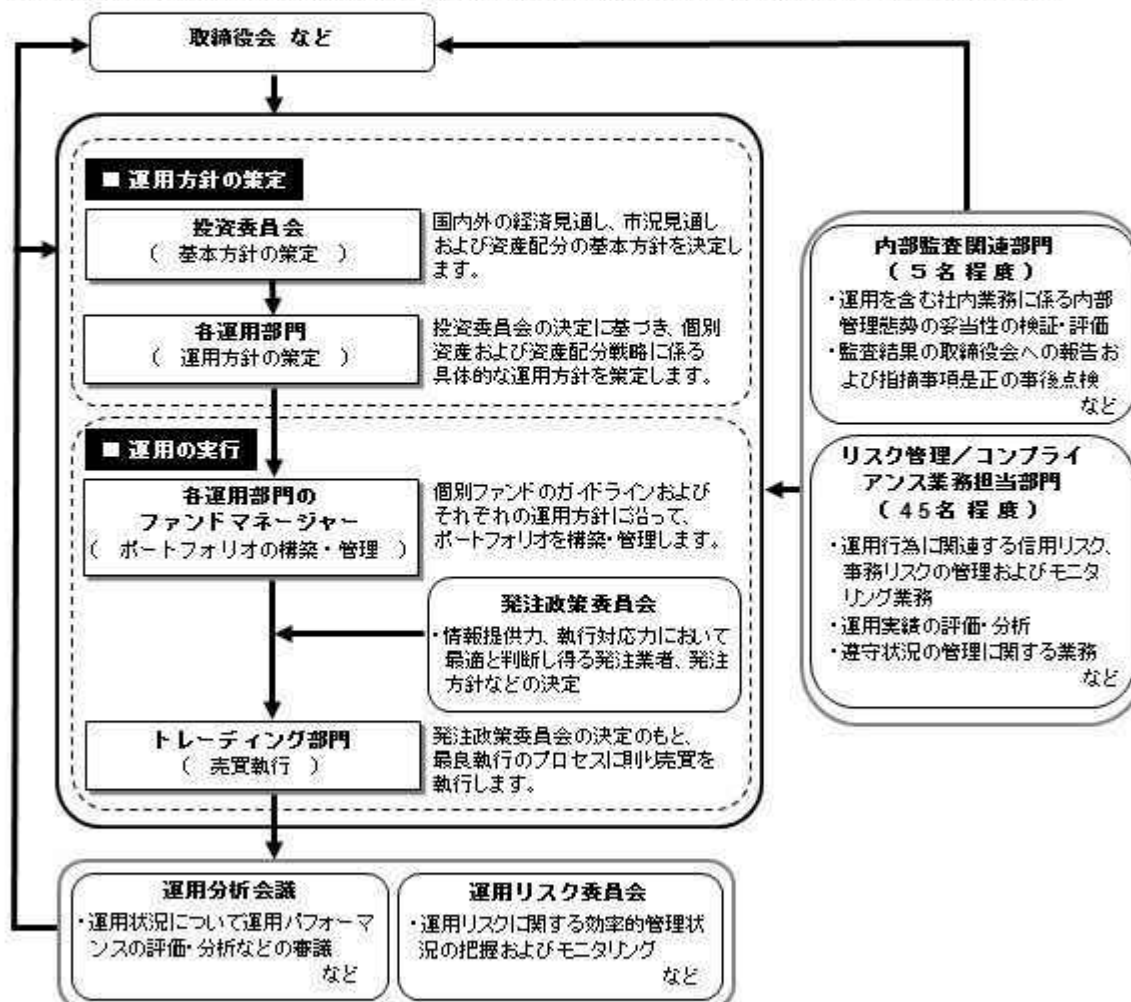 取締役会 など
■ 運用方針の策定
投資委員会
( 基本方針の策定 )
国内外の経済見通し、市況見通し
および資産配分の基本方針を決定し
ます。
各運用部門
( 運用方針の策定 )
投資委員会の決定に基づき、個別
資産および資産配分戦略に係る
具体的な運用方針を策定します。
■ 運用の実行
各運用部門の
ファンドマネージャー
( ポートフォリオの構築・管理 )
個別ファンドのガイドラインおよび
それぞれの運用方針に沿って、
ポートフォリオを構築・管理します。
発注政策委員会
・情報提供力、執行対応力において
最適と判断し得る発注業者、発注
方針などの決定
トレーディング部門
( 売買執行 )
発注政策委員会の決定のもと、
最良執行のプロセスに則り売買を
執行します。
内部監査関連部門
(5名程度)
・運用を含む社内業務に係る内部
管理態勢の妥当性の検証・評価
・監査結果の取締役会への報告お
よび指摘事項是正の事後点検
など
リスク管理/コンプライ
アンス業務担当部門
(45名程度)
・運用行為に関連する信用リスク、
事務リスクの管理およびモニタ
リング業務
・運用実績の評価・分析
・遵守状況の管理に関する業務
など
運用分析会議
・運用状況について運用パフォーマ
ンスの評価・分析などの審議
など
運用リスク委員会
・運用リスクに関する効率的管理状
況の把握およびモニタリング
など